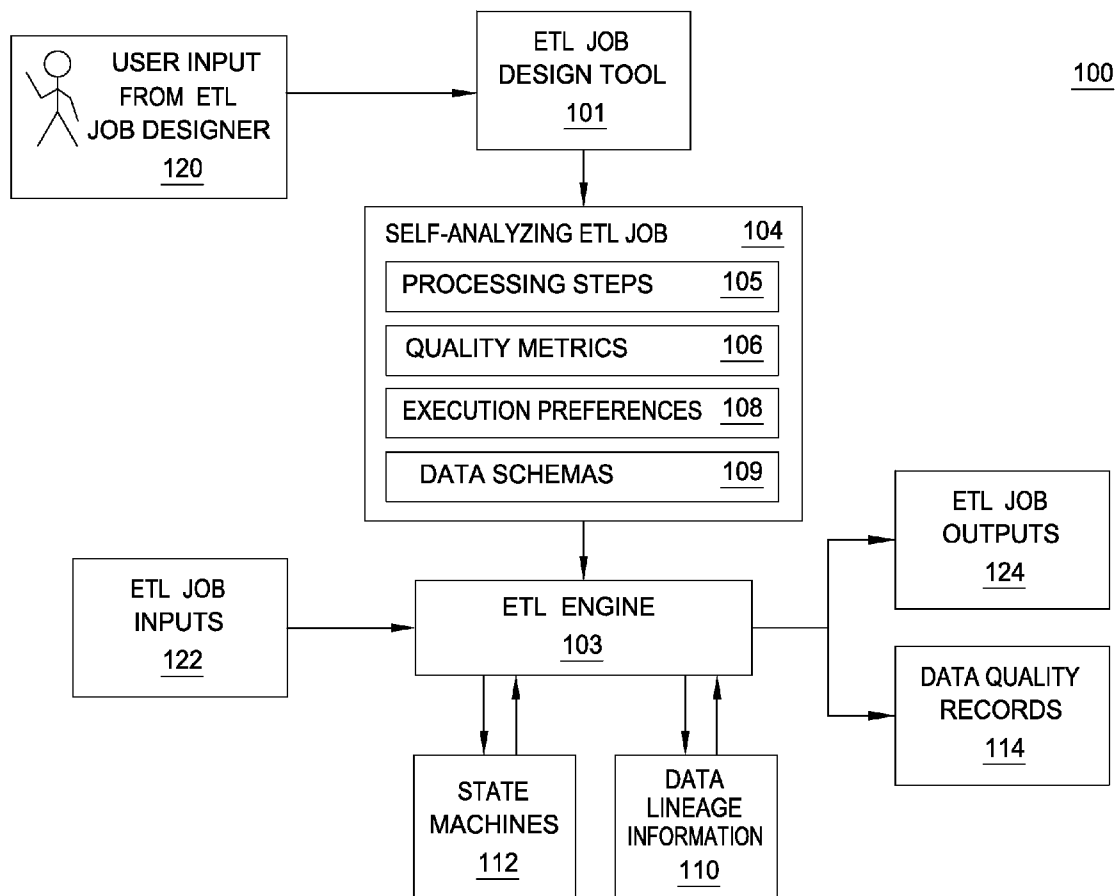 USER INPUT
FROM ETL
JOB DESIGNER
120
ETL JOB
DESIGN TOOL
101
100
SELF-ANALYZING ETL JOB 104
PROCESSING STEPS 105
QUALITY METRICS 106
EXECUTION PREFERENCES 108
DATA SCHEMAS 109
ETL JOB
INPUTS
122
ETL ENGINE
103
ETL JOB
OUTPUTS
124
DATA QUALITY
RECORDS
114
STATE
MACHINES
112
DATA
LINEAGE
INFORMATION
110